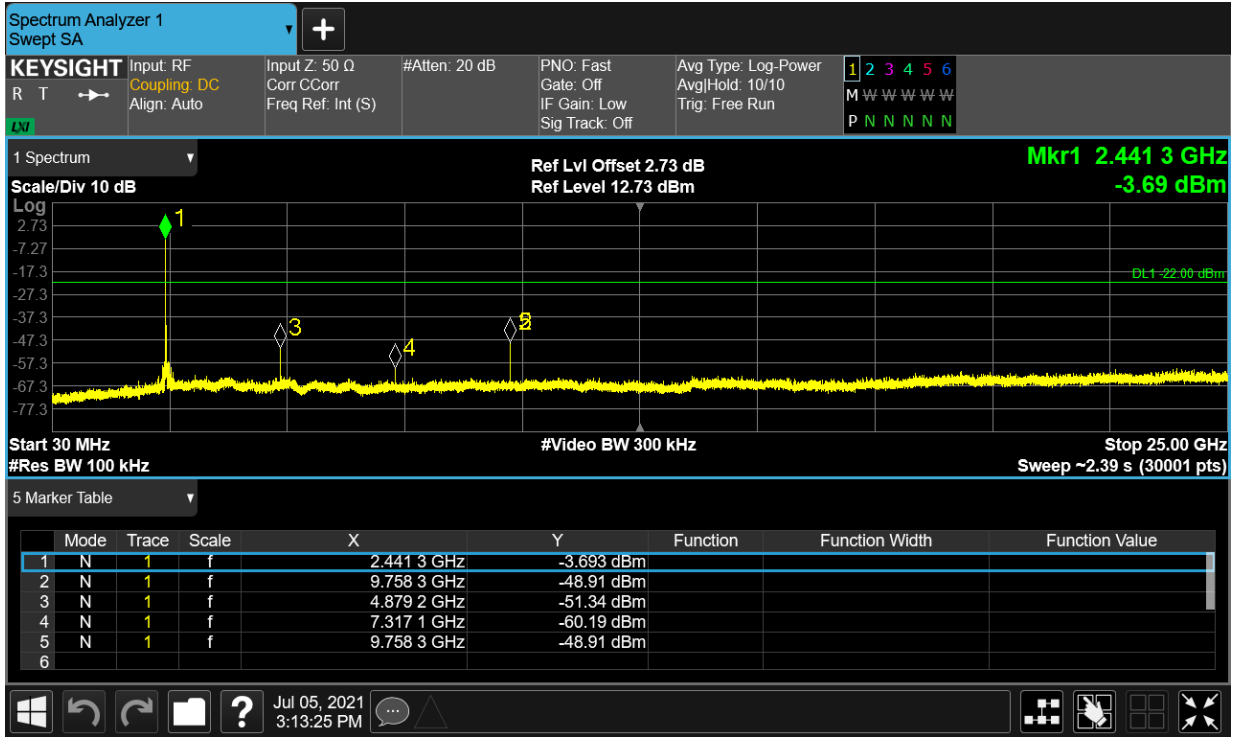 Spectrum Analyzer 1
Swept SA
KEYSIGHT
R T
LXI
Input: RF
Coupling: DC
Align: Auto
Input Z: 50 Ω
Corr CCorr
Freq Ref: Int (S)
#Atten: 20 dB
PNO: Fast
Gate: Off
IF Gain: Low
Sig Track: Off
Avg Type: Log-Power
Avg|Hold: 10/10
Trig: Free Run
1 2 3 4 5 6
M W W W W W
P N N N N N
1 Spectrum
Scale/Div 10 dB
Ref Lvl Offset 2.73 dB
Ref Level 12.73 dBm
Mkr1 2.441 3 GHz
-3.69 dBm
Log
2.73
-7.27
-17.3
-27.3
-37.3
-47.3
-57.3
-67.3
-77.3
1
DL1 -22.00 dBm
3
4
5
Start 30 MHz
#Video BW 300 kHz
Stop 25.00 GHz
#Res BW 100 kHz
Sweep ~2.39 s (30001 pts)
5 Marker Table
Mode Trace Scale X Y Function Function Width Function Value
1 N 1 f 2.441 3 GHz -3.693 dBm
2 N 1 f 9.758 3 GHz -48.91 dBm
3 N 1 f 4.879 2 GHz -51.34 dBm
4 N 1 f 7.317 1 GHz -60.19 dBm
5 N 1 f 9.758 3 GHz -48.91 dBm
6
?
Jul 05, 2021
3:13:25 PM